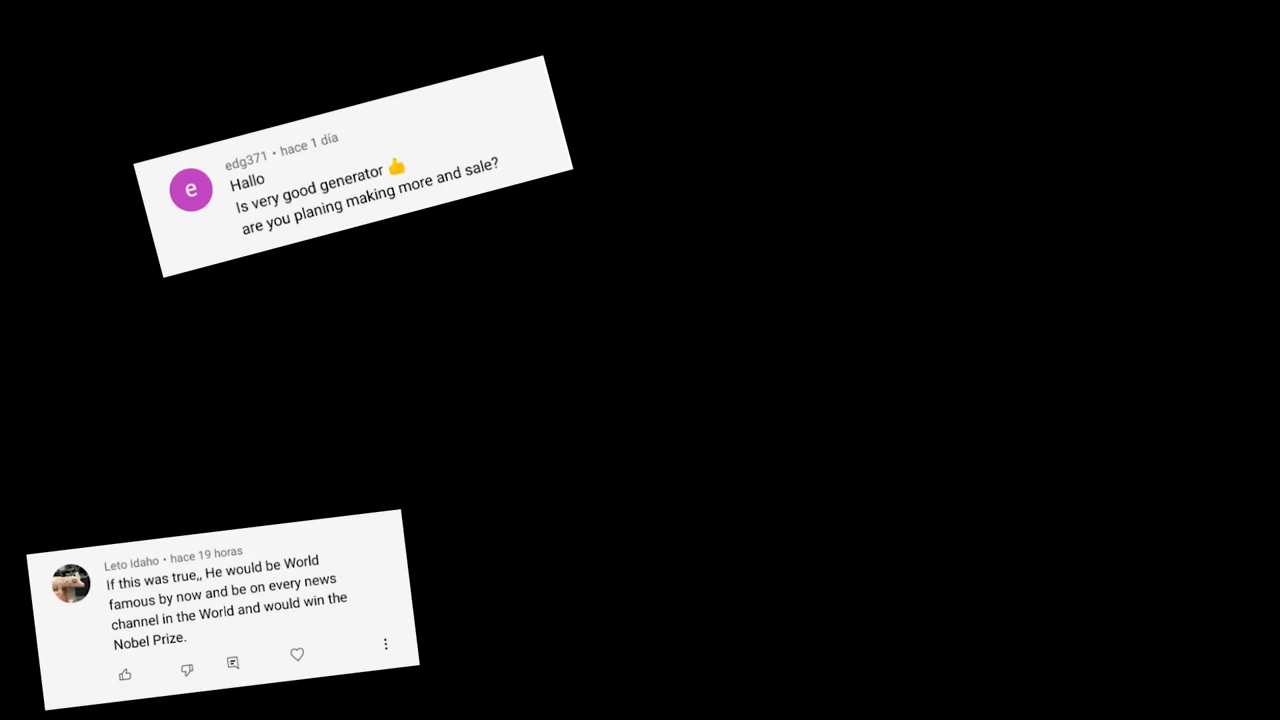 edg371 • hace 1 día
e
Hallo
Is very good generator 👍
are you planing making more and sale?
Leto Idaho • hace 19 horas
If this was true,, He would be World
famous by now and be on every news
channel in the World and would win the
Nobel Prize.